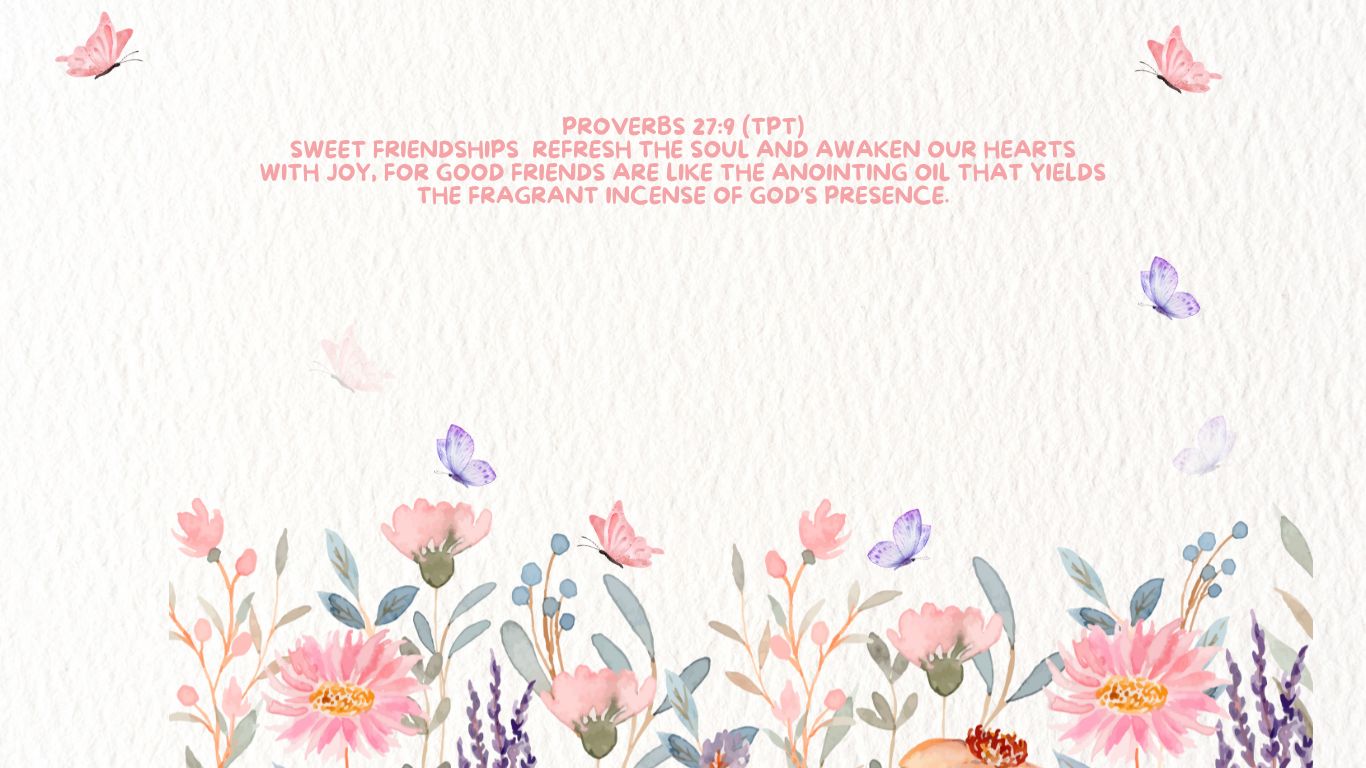 PROVERBS 27:9 (TPT)
SWEET FRIENDSHIPS  REFRESH THE SOUL AND AWAKEN OUR HEARTS
WITH JOY, FOR GOOD FRIENDS ARE LIKE THE ANOINTING OIL THAT YIELDS
THE FRAGRANT INCENSE OF GOD'S PRESENCE.